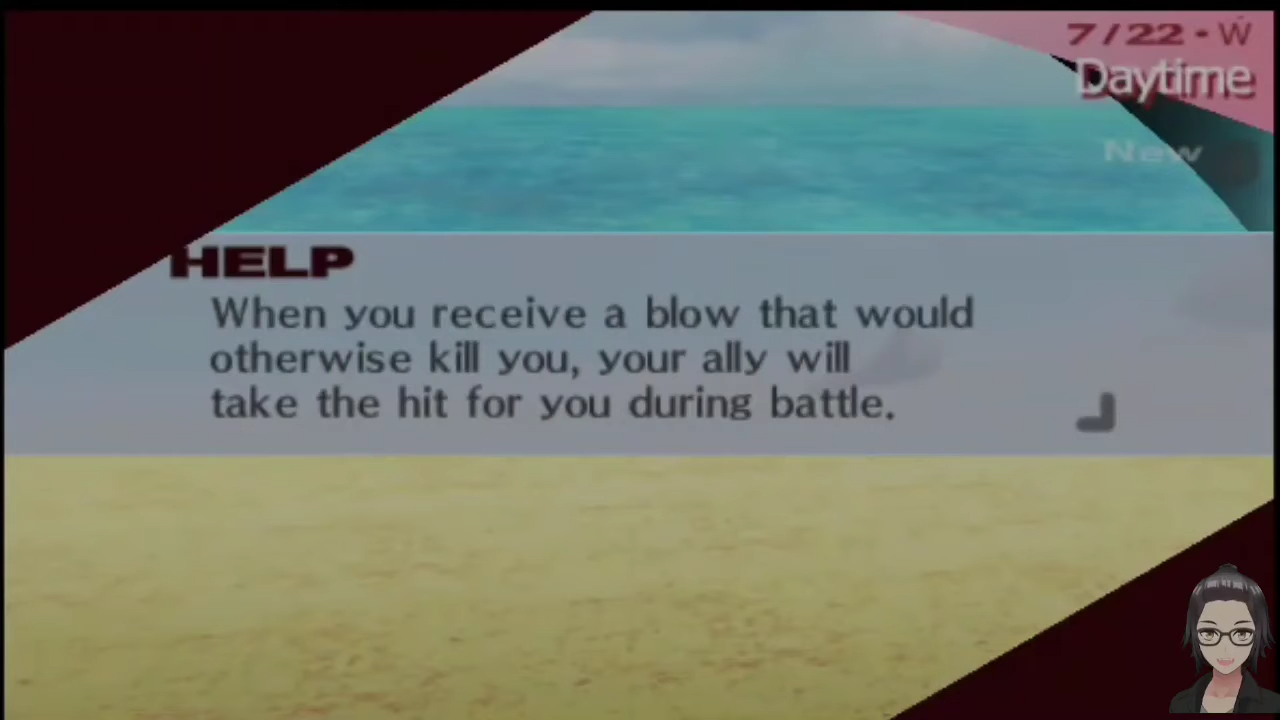 7/22・W
Daytime
New
HELP
When you receive a blow that would
otherwise kill you, your ally will
take the hit for you during battle.